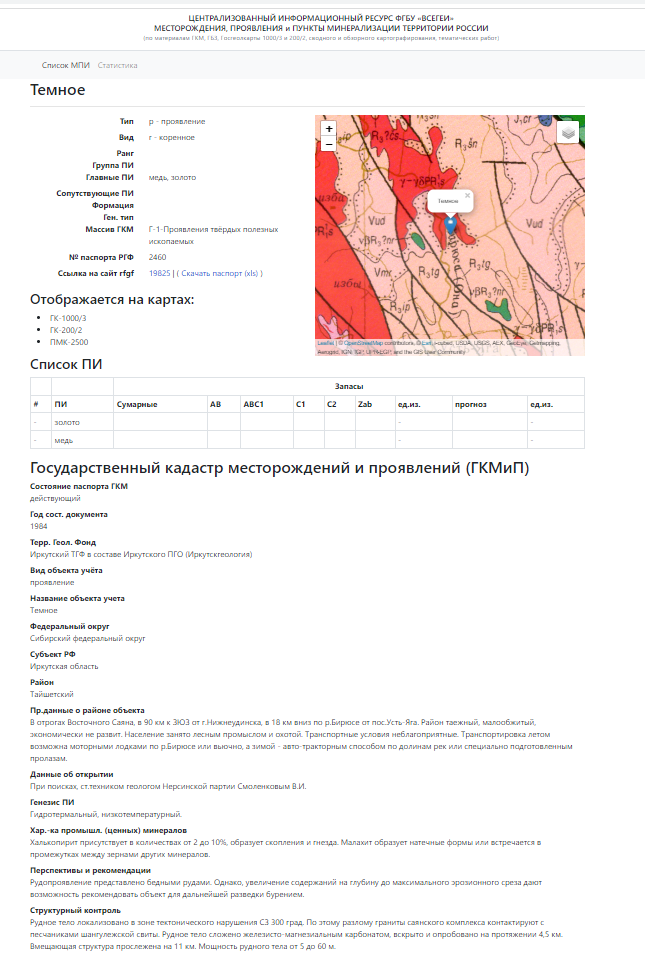 ЦЕНТРАЛИЗОВАННЫЙ ИНФОРМАЦИОННЫЙ РЕСУРС ФГБУ «ВСЕГЕИ»
МЕСТОРОЖДЕНИЯ, ПРОЯВЛЕНИЯ и ПУНКТЫ МИНЕРАЛИЗАЦИИ ТЕРРИТОРИИ РОССИИ
(по материалам ГКМ, ГБЗ, Госгеолкарты 1000/3 и 200/2, сводного и обзорного картографирования, тематических работ)
Список МПИ Статистика
Темное
Тип р - проявление
Вид г - коренное
Ранг
Группа ПИ
Главные ПИ медь, золото
Сопутствующие ПИ
Формация
Ген. тип
Массив ГКМ Г-1-Проявления твёрдых полезных
ископаемых
№ паспорта РГФ 2460
Ссылка на сайт rfgf 19825 | ( Скачать паспорт (xls) )
+
−
Темное
×
Vud
Vud
R₃tg
R₃tg
R₃ip
изби
Leaflet | © OpenStreetMap contributors, © Esri, i-cubed, USDA, USGS, AEX, GeoEye, Getmapping,
Aerogrid, IGN, IGP, UPR-EGP, and the GIS User Community
Отображается на картах:
ГК-1000/3
ГК-200/2
ПМК-2500
Список ПИ
Запасы
# ПИ Сумарные AB ABC1 C1 C2 Zab ед.из. прогноз ед.из.
- золото - -
- медь - -
Государственный кадастр месторождений и проявлений (ГКМиП)
Состояние паспорта ГКМ
действующий
Год сост. документа
1984
Терр. Геол. Фонд
Иркутский ТГФ в составе Иркутского ПГО (Иркутскгеология)
Вид объекта учёта
проявление
Название объекта учета
Темное
Федеральный округ
Сибирский федеральный округ
Субъект РФ
Иркутская область
Район
Тайшетский
Пр.данные о районе объекта
В отрогах Восточного Саяна, в 90 км к ЗЮЗ от г.Нижнеудинска, в 18 км вниз по р.Бирюсе от пос.Усть-Яга. Район таежный, малообжитый,
экономически не развит. Население занято лесным промыслом и охотой. Транспортные условия неблагоприятные. Транспортировка летом
возможна моторными лодками по р.Бирюсе или вьючно, а зимой - авто-тракторным способом по долинам рек или специально подготовленным
пролазам.
Данные об открытии
При поисках, ст.техником геологом Нерсинской партии Смоленковым В.И.
Генезис ПИ
Гидротермальный, низкотемпературный.
Хар.-ка промышл. (ценных) минералов
Халькопирит присутствует в количествах от 2 до 10%, образует скопления и гнезда. Малахит образует натечные формы или встречается в
промежутках между зернами других минералов.
Перспективы и рекомендации
Рудопроявление представлено бедными рудами. Однако, увеличение содержаний на глубину до максимального эрозионного среза дают
возможность рекомендовать объект для дальнейшей разведки бурением.
Структурный контроль
Рудное тело локализовано в зоне тектонического нарушения СЗ 300 град. По этому разлому граниты саянского комплекса контактируют с
песчаниками шангулежской свиты. Рудное тело сложено железисто-магнезиальным карбонатом, вскрыто и опробовано на протяжении 4,5 км.
Вмещающая структура прослежена на 11 км. Мощность рудного тела от 5 до 60 м.